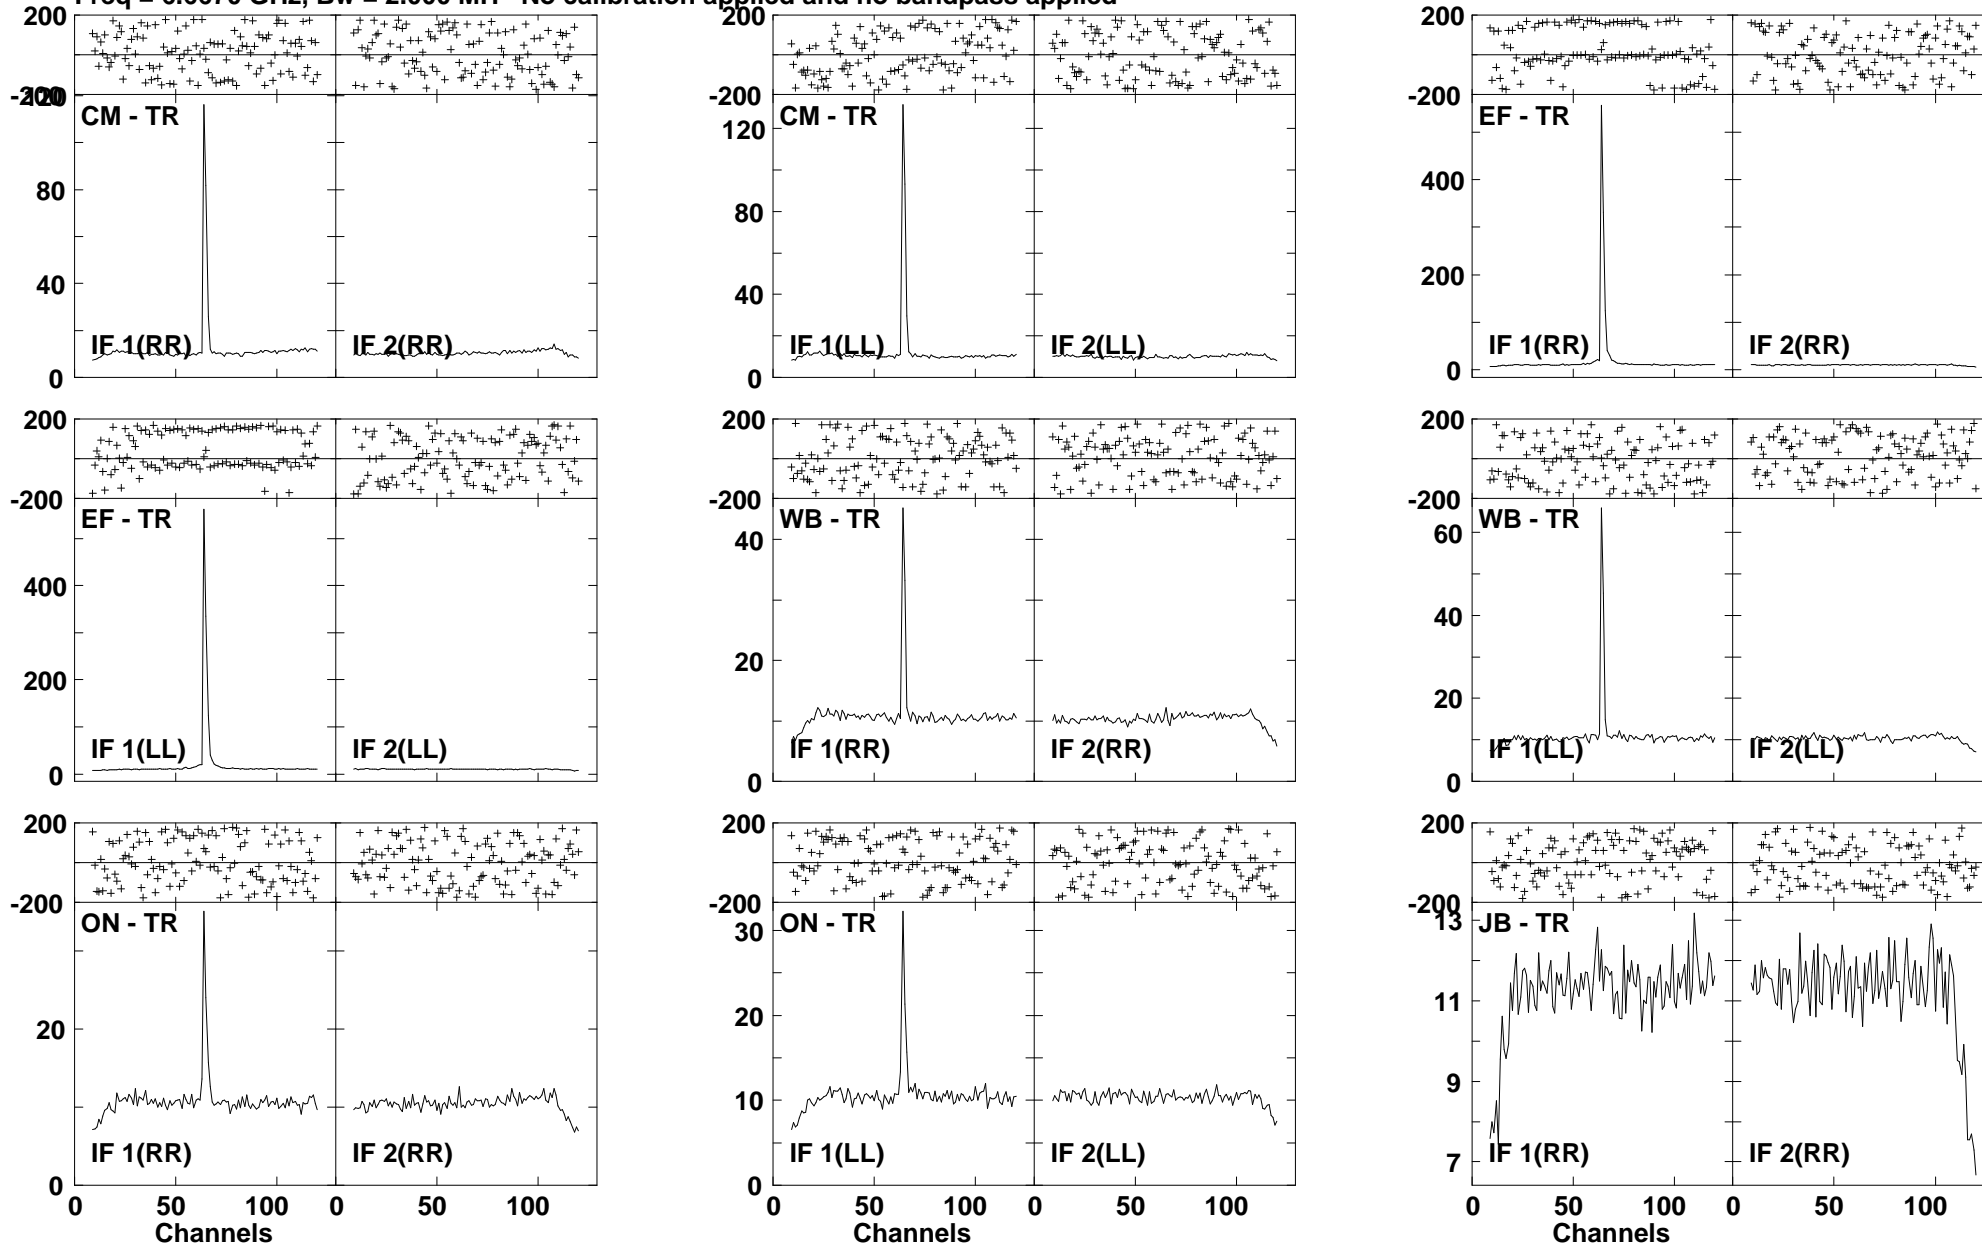 No calibration applied and no bandpass applied
200 200 200
-200 120 -200 -200
CM - TR CM - TR EF - TR
120
400
80 80
200
40 40
IF 1(RR) IF 2(RR) IF 1(LL) IF 2(LL) IF 1(RR) IF 2(RR)
0 0 0
200 200 200
-200 -200 -200
EF - TR WB - TR WB - TR
60
40
400
40
20
200 20
IF 1(LL) IF 2(LL) IF 1(RR) IF 2(RR) IF 1(LL) IF 2(LL)
0 0 0
200 200 200
-200 -200 -200
ON - TR ON - TR JB - TR
30 13
20 20 11
10 9
IF 1(RR) IF 2(RR) IF 1(LL) IF 2(LL) IF 1(RR) IF 2(RR)
7
0 0
0 50 100 0 50 100 0 50 100 0 50 100 0 50 100 0 50 100
Channels Channels Channels